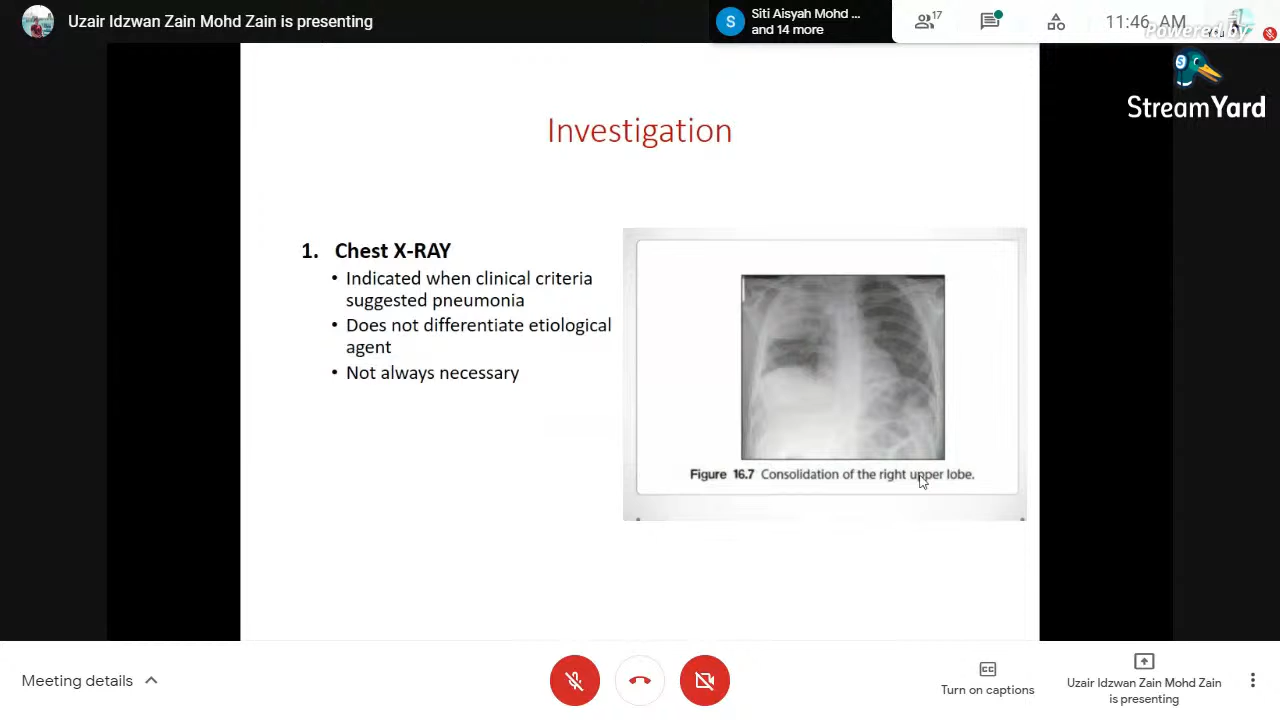 Uzair Idzwan Zain Mohd Zain is presenting
S
Siti Aisyah Mohd ...
and 14 more
17
11:46 AM
Powered by
You
S
StreamYard
Investigation
1. Chest X-RAY
• Indicated when clinical criteria
suggested pneumonia
• Does not differentiate etiological
agent
• Not always necessary
Figure 16.7 Consolidation of the right upper lobe.
Meeting details
Turn on captions
Uzair Idzwan Zain Mohd Zain
is presenting